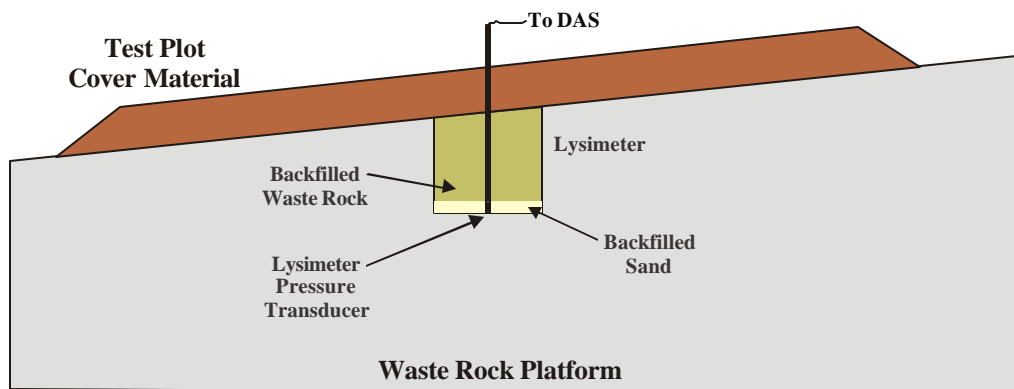 To DAS
Test Plot
Cover Material
Lysimeter
Backfilled
Waste Rock
Backfilled
Sand
Lysimeter
Pressure
Transducer
Waste Rock Platform